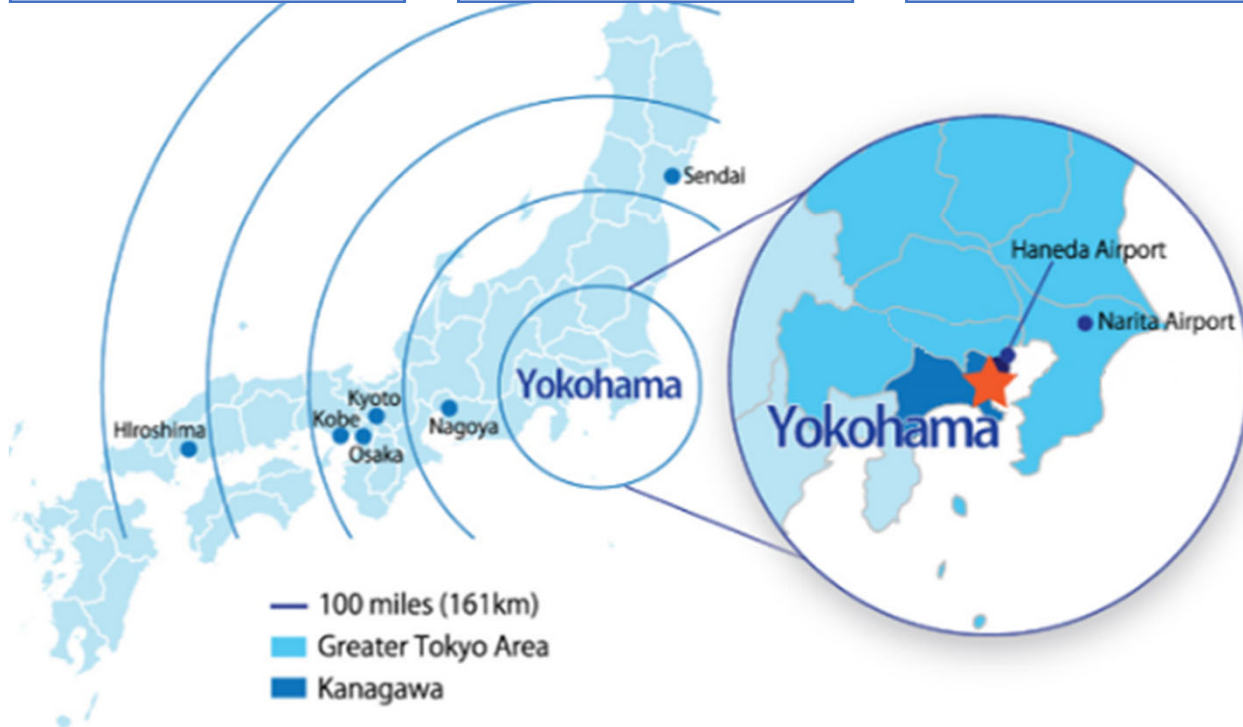 Sendai
Haneda Airport
Narita Airport
Yokohama
Kyoto
Kobe
Hiroshima
Nagoya
Osaka
Yokohama
100 miles (161km)
Greater Tokyo Area
Kanagawa